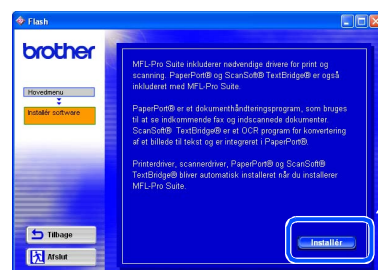 Flash
brother
Hovedmenu
Installér software
MFL-Pro Suite inkluderer nødvendige drivere for print og
scanning. PaperPort® og ScanSoft® TextBridge® er også
inkluderet med MFL-Pro Suite.
PaperPort® er et dokumenthåndteringsprogram, som bruges
til at se indkommende fax og indscannede dokumenter.
ScanSoft® TextBridge® er et OCR program for konvertering
af et billede til tekst og er integreret i PaperPort®.
Printerdriver, scannerdriver, PaperPort® og ScanSoft®
TextBridge® bliver automatisk installeret når du installerer
MFL-Pro Suite.
Installér
Tilbage
Afslut